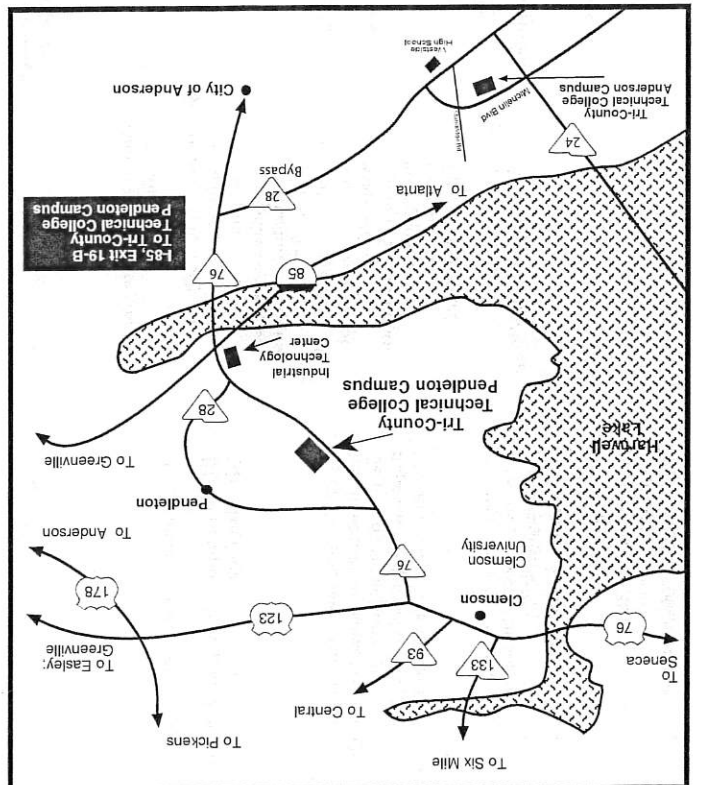 To Six Mile
To Pickens
To Central
To
Seneca
76
133
93
To Easley;
Greenville
123
178
To Anderson
Clemson
Clemson
University
76
Pendleton
Hartwell
Lake
Tri-County
Technical College
Pendleton Campus
28
To Greenville
Industrial
Technology
Center
85
76
I-85, Exit 19-B
To Tri-County
Technical College
Pendleton Campus
To Atlanta
24
28
Bypass
Tri-County
Technical College
Anderson Campus
Michelin Blvd
City of Anderson
Westside
High School